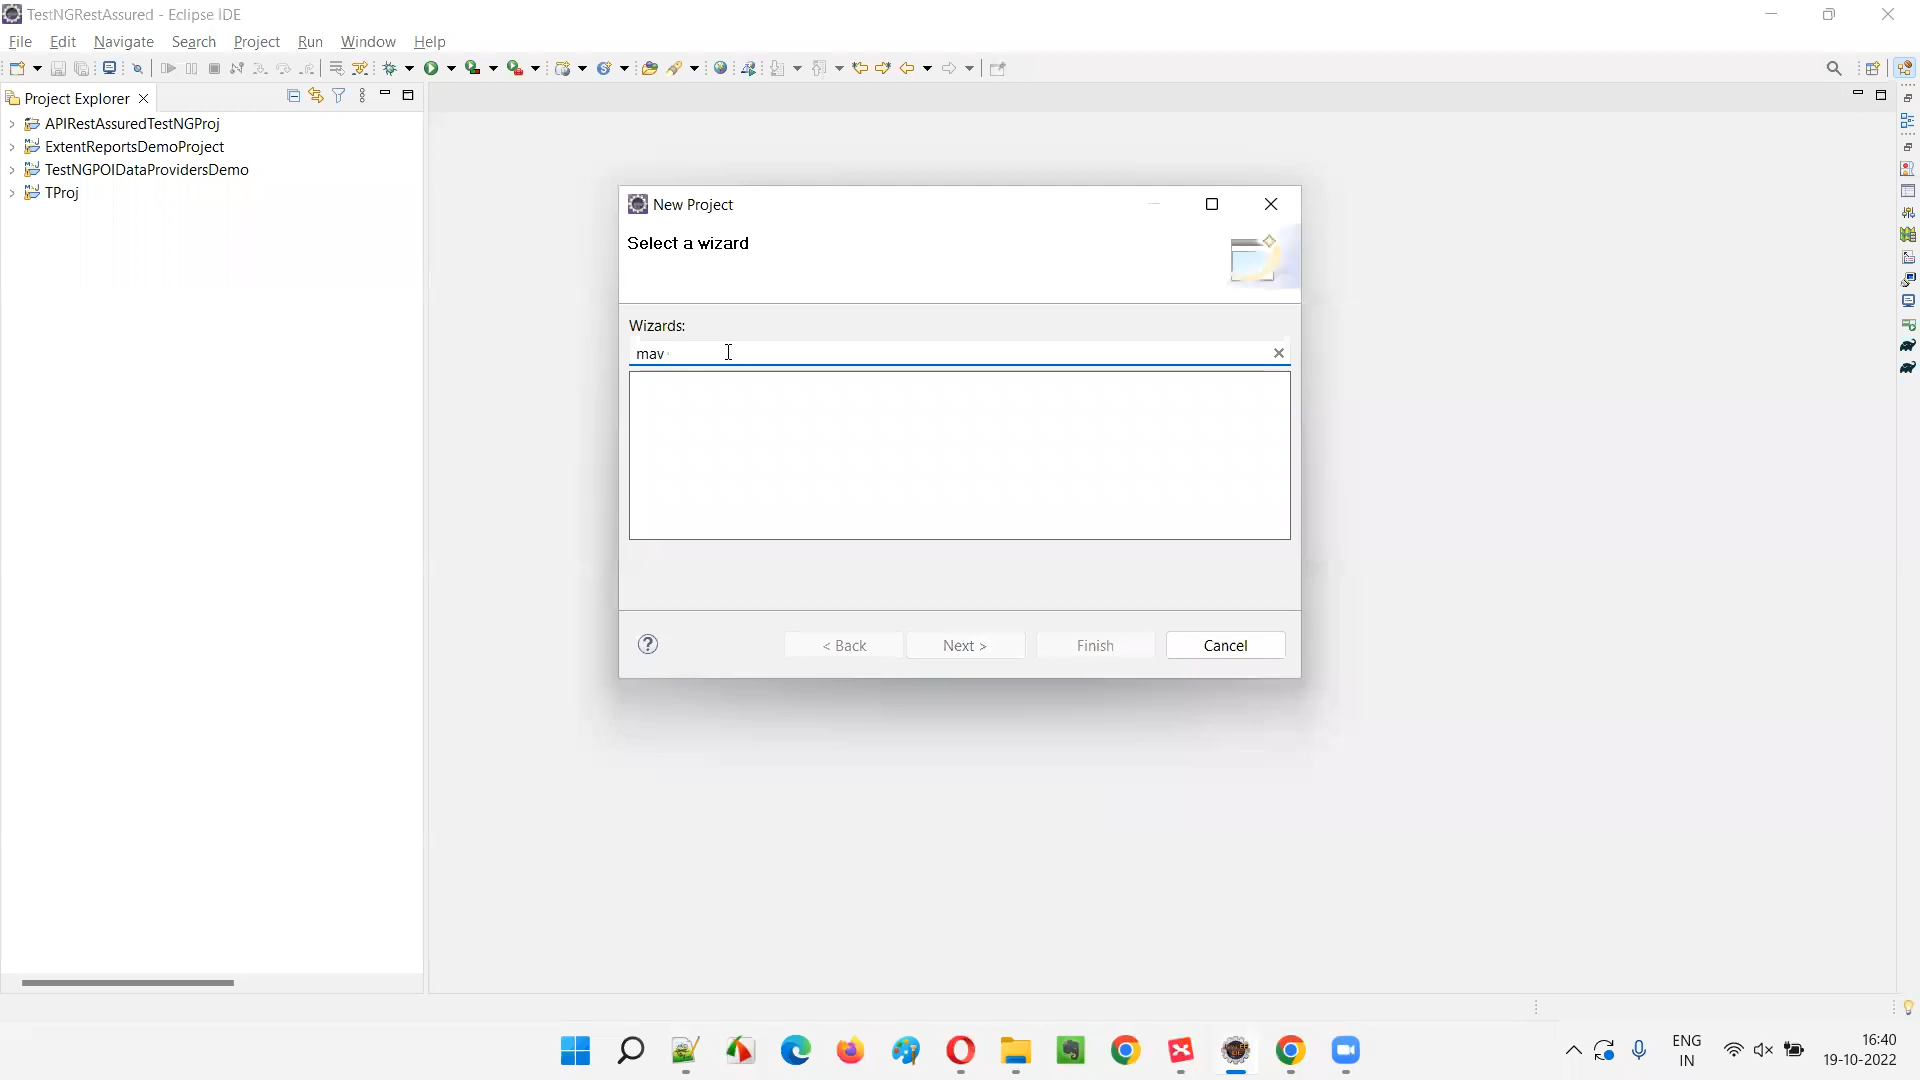 TestNGRestAssured - Eclipse IDE
File Edit Navigate Search Project Run Window Help
Project Explorer
APIRestAssuredTestNGProj
ExtentReportsDemoProject
TestNGPOIDataProvidersDemo
TProj
New Project
Select a wizard
Wizards:
mav
< Back Next > Finish Cancel
ENG
IN
16:40
19-10-2022